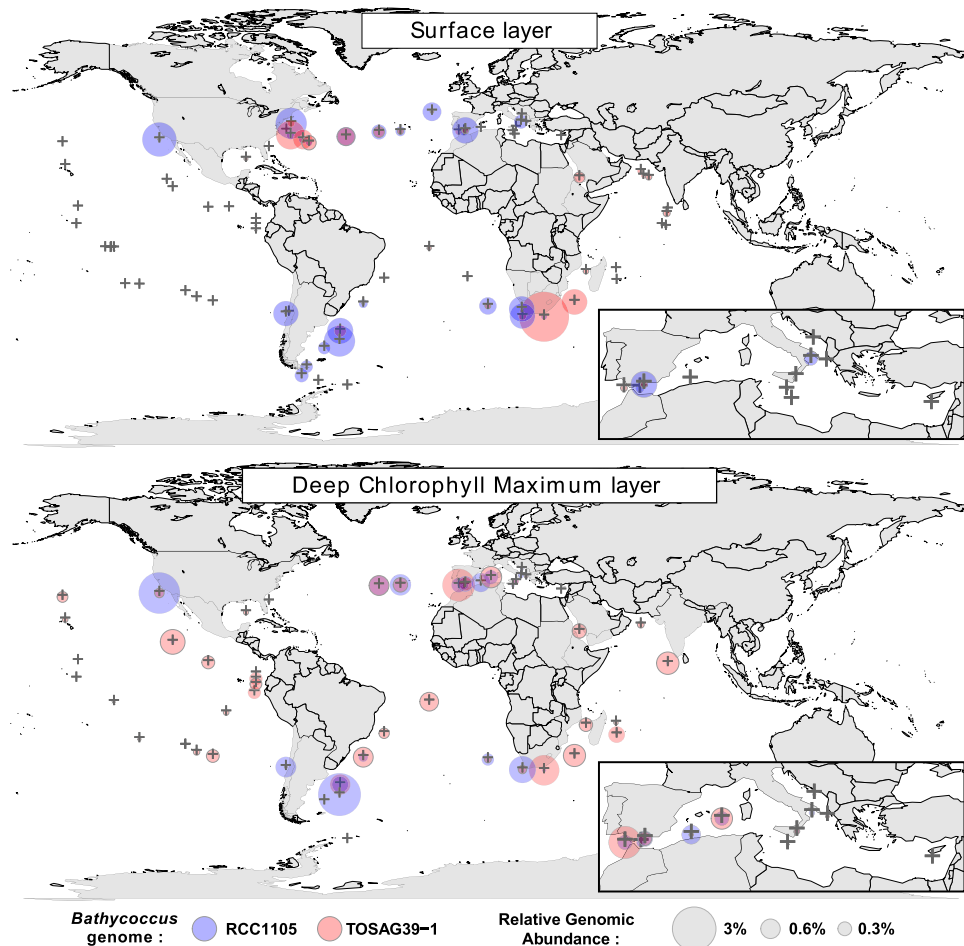 Surface layer
Deep Chlorophyll Maximum layer
Bathycoccus genome :
RCC1105
TOSAG39−1
Relative Genomic Abundance :
3%
0.6%
0.3%